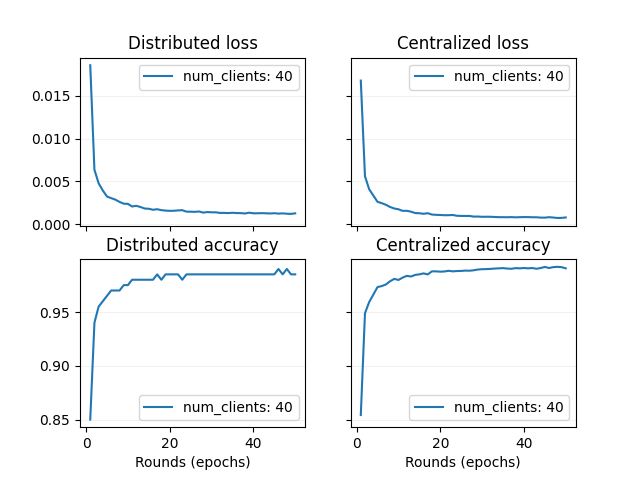 Distributed loss
Centralized loss
num_clients: 40
num_clients: 40
0.015
0.010
0.005
0.000
Distributed accuracy
Centralized accuracy
0.95
0.90
0.85
num_clients: 40
num_clients: 40
0
20
40
0
20
40
Rounds (epochs)
Rounds (epochs)